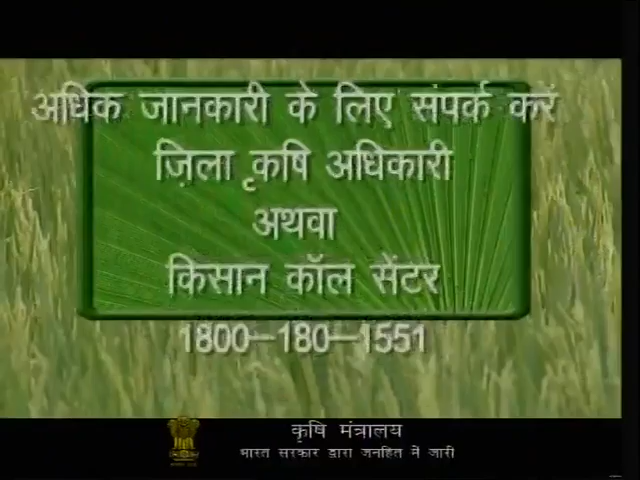 अधिक जानकारी के लिए संपर्क करें
ज़िला कृषि अधिकारी
अथवा
किसान कॉल सेंटर
1800-180-1551
कृषि मंत्रालय
भारत सरकार द्वारा जनहित में जारी